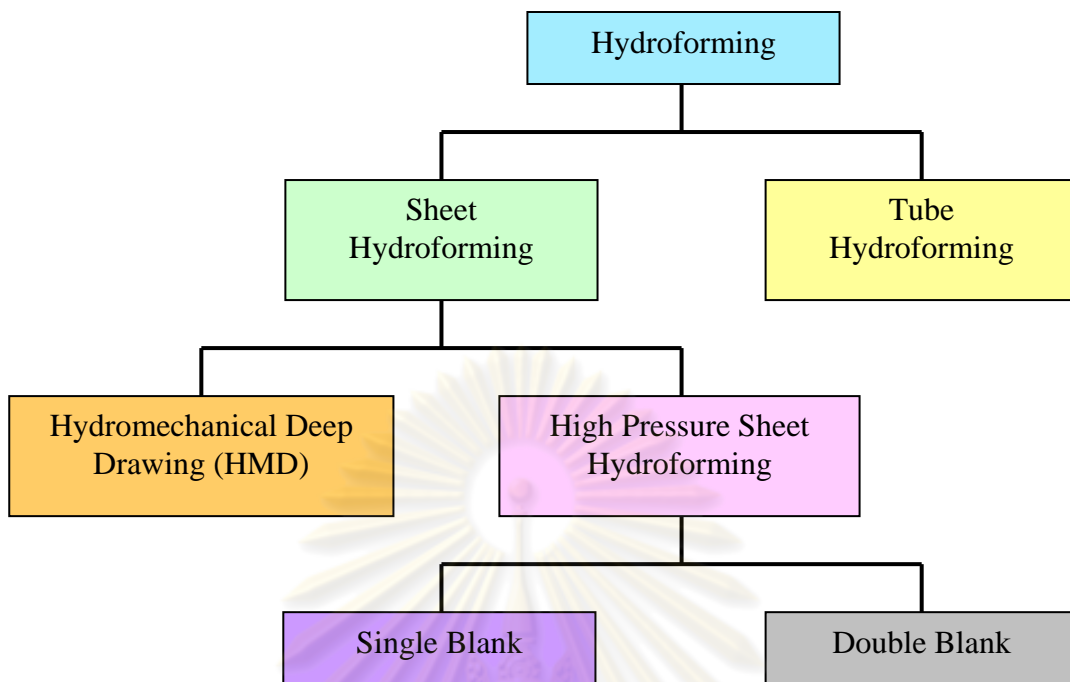 Hydroforming
Sheet
Hydroforming
Tube
Hydroforming
Hydromechanical Deep
Drawing (HMD)
High Pressure Sheet
Hydroforming
Single Blank
Double Blank